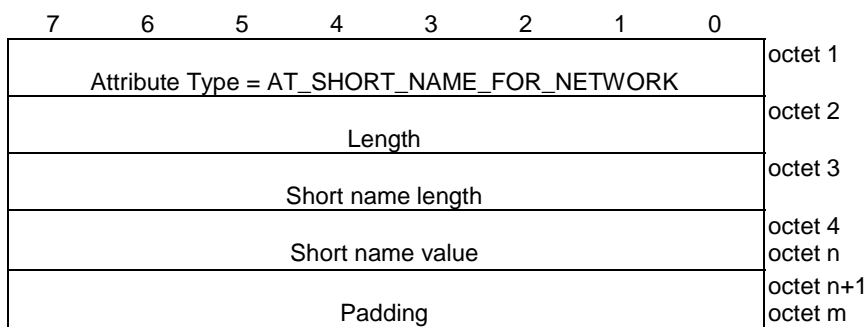 7 6 5 4 3 2 1 0
octet 1
Attribute Type = AT_SHORT_NAME_FOR_NETWORK
octet 2
Length
octet 3
Short name length
octet 4
Short name value octet n
octet n+1
Padding octet m